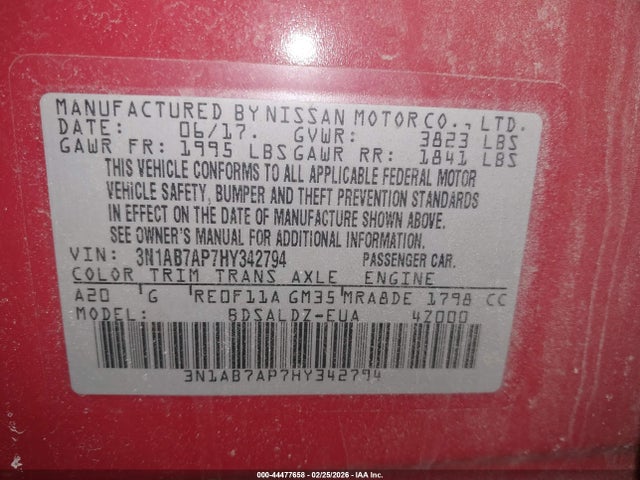 MANUFACTURED BY NISSAN MOTOR CO., LTD.
DATE: 06/17. GVWR: 3823 LBS
GAWR FR: 1995 LBS GAWR RR: 1841 LBS
THIS VEHICLE CONFORMS TO ALL APPLICABLE FEDERAL MOTOR
VEHICLE SAFETY, BUMPER AND THEFT PREVENTION STANDARDS
IN EFFECT ON THE DATE OF MANUFACTURE SHOWN ABOVE.
SEE OWNER'S MANUAL FOR ADDITIONAL INFORMATION.
VIN: 3N1AB7AP7HY342794 PASSENGER CAR.
COLOR TRIM TRANS AXLE ENGINE
A20 G RE0F11A GM35 MRA8DE 1798 CC
MODEL: BDSALDZ-EUA 4Z000
3N1AB7AP7HY342794
000-44477658 | 02/25/2026 | IAA Inc.